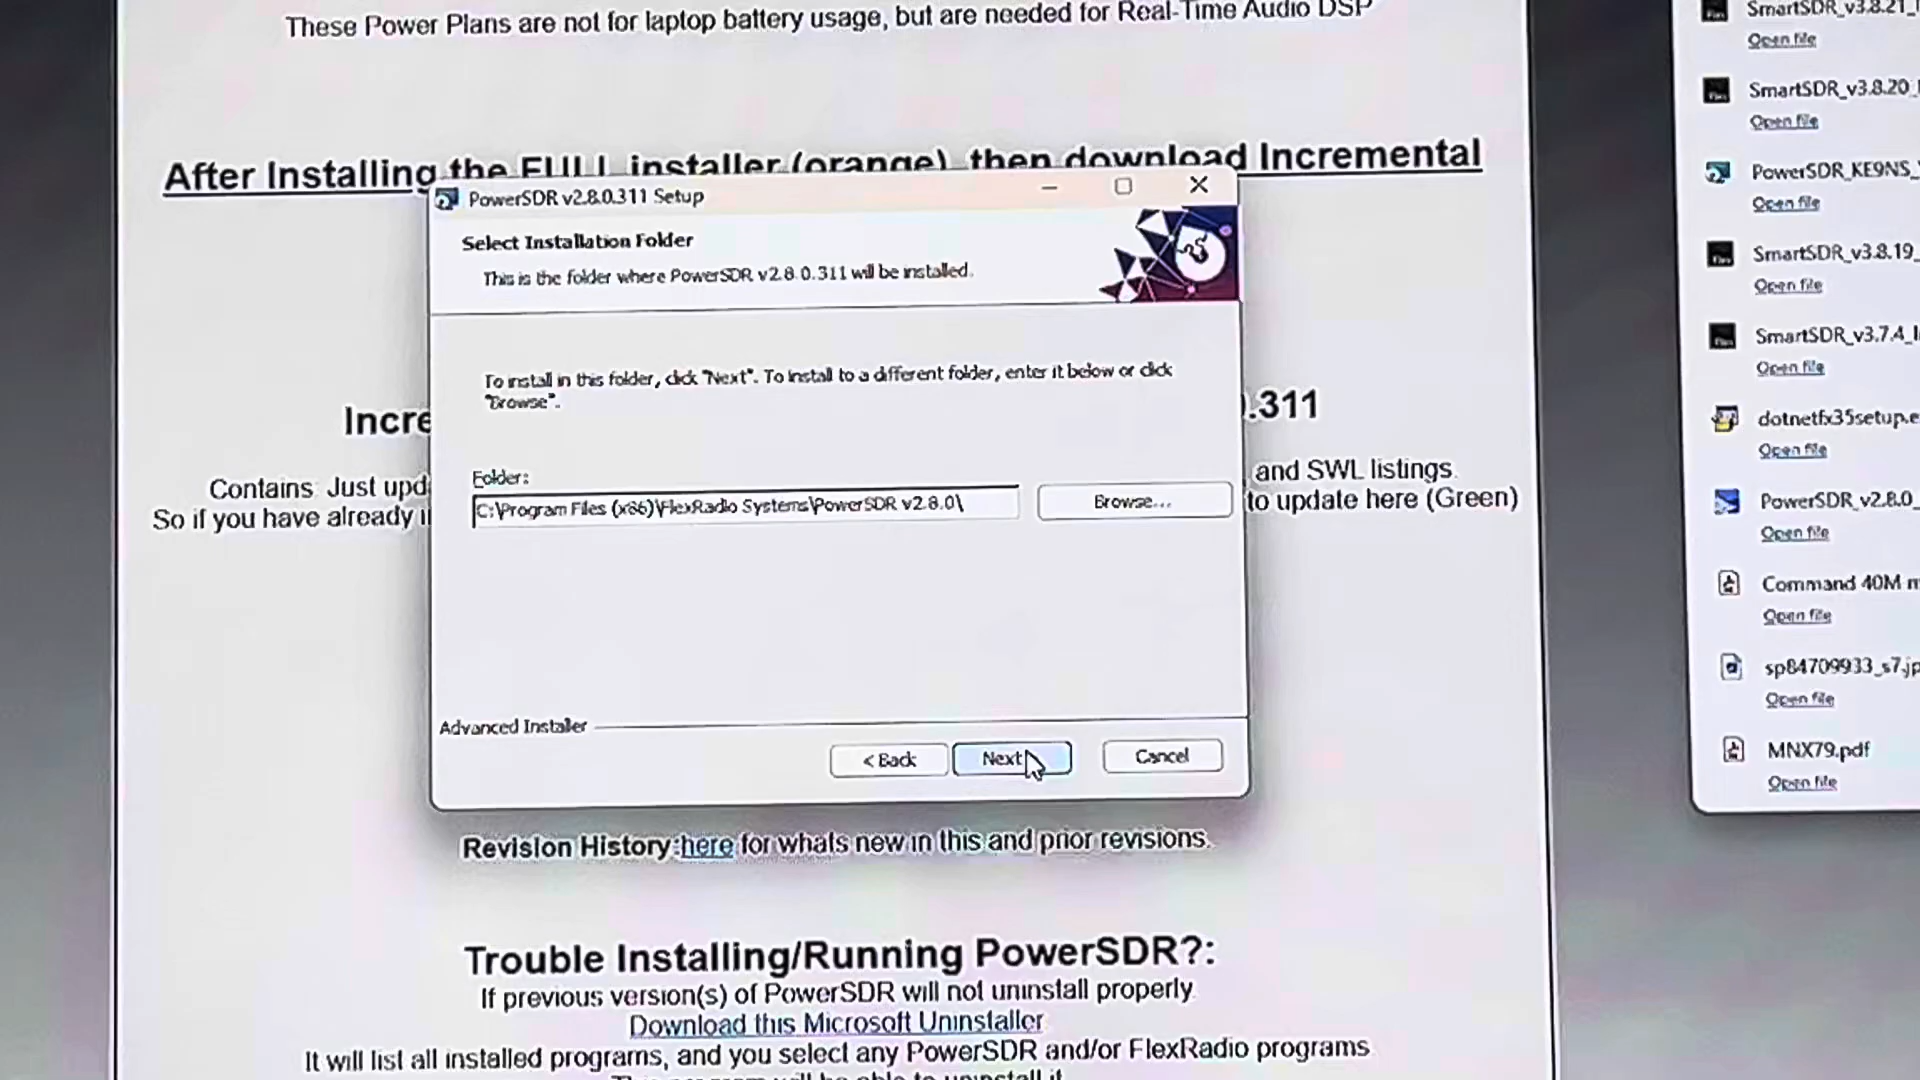 These Power Plans are not for laptop battery usage, but are needed for Real-Time Audio DSP
After Installing the FULL installer (orange), then download Incremental
PowerSDR v2.8.0.311 Setup
Select Installation Folder
This is the folder where PowerSDR v2.8.0.311 will be installed.
To install in this folder, click "Next". To install to a different folder, enter it below or click
"Browse".
Incre
.311
Contains Just upd
and SWL listings.
So if you have already
to update here (Green)
Folder:
C:\Program Files (x86)\FlexRadio Systems\PowerSDR v2.8.0\
Browse...
Advanced Installer
< Back
Next
Cancel
Revision History here for whats new in this and prior revisions.
Trouble Installing/Running PowerSDR?:
If previous version(s) of PowerSDR will not uninstall properly
Download this Microsoft Uninstaller
It will list all installed programs, and you select any PowerSDR and/or FlexRadio programs
SmartSDR_v3.8.21_
Open file
SmartSDR_v3.8.20_
Open file
PowerSDR_KE9NS_
Open file
SmartSDR_v3.8.19_
Open file
SmartSDR_v3.7.4_
Open file
dotnetfx35setup.e
Open file
PowerSDR_v2.8.0_
Open file
Command 40M
Open file
sp84709933_s7.jp
Open file
MNX79.pdf
Open file